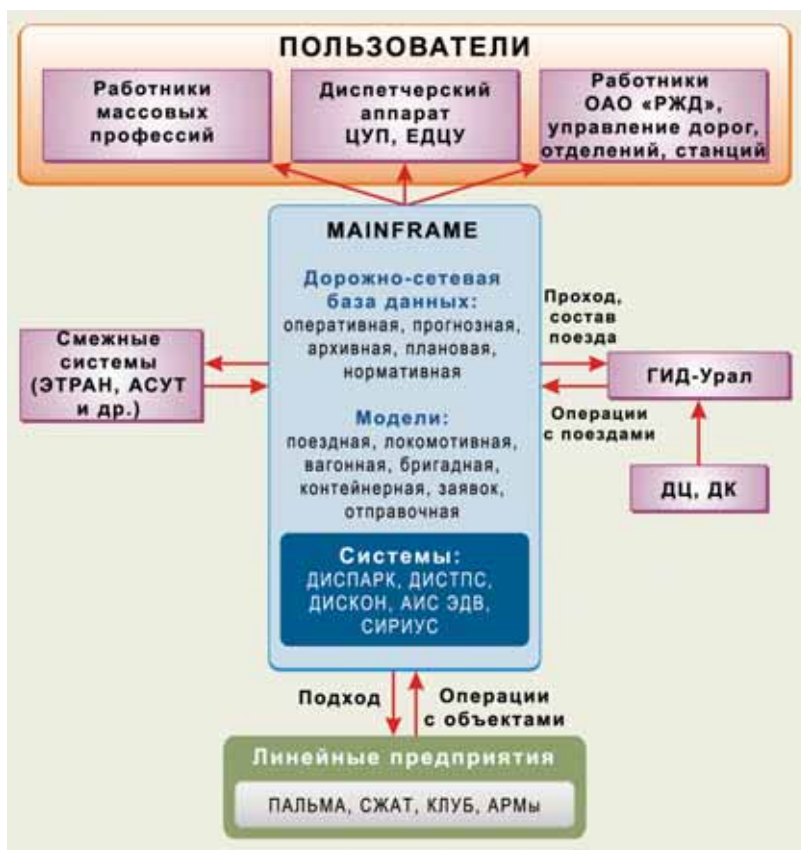 ПОЛЬЗОВАТЕЛИ
Работники
массовых
профессий
Диспетчерский
аппарат
ЦУП, ЕДЦУ
Работники
ОАО «РЖД»,
управление дорог,
отделений, станций
MAINFRAME
Дорожно-сетевая
база данных:
оперативная, прогнозная,
архивная, плановая,
нормативная
Модели:
поездная, локомотивная,
вагонная, бригадная,
контейнерная, заявок,
отправочная
Системы:
ДИСПАРК, ДИСТПС,
ДИСКОН, АИС ЭДВ,
СИРИУС
Смежные
системы
(ЭТРАН, АСУТ
и др.)
Проход,
состав
поезда
ГИД-Урал
Операции
с поездами
ДЦ, ДК
Подход
Операции
с объектами
Линейные предприятия
ПАЛЬМА, СЖАТ, КЛУБ, АРМы